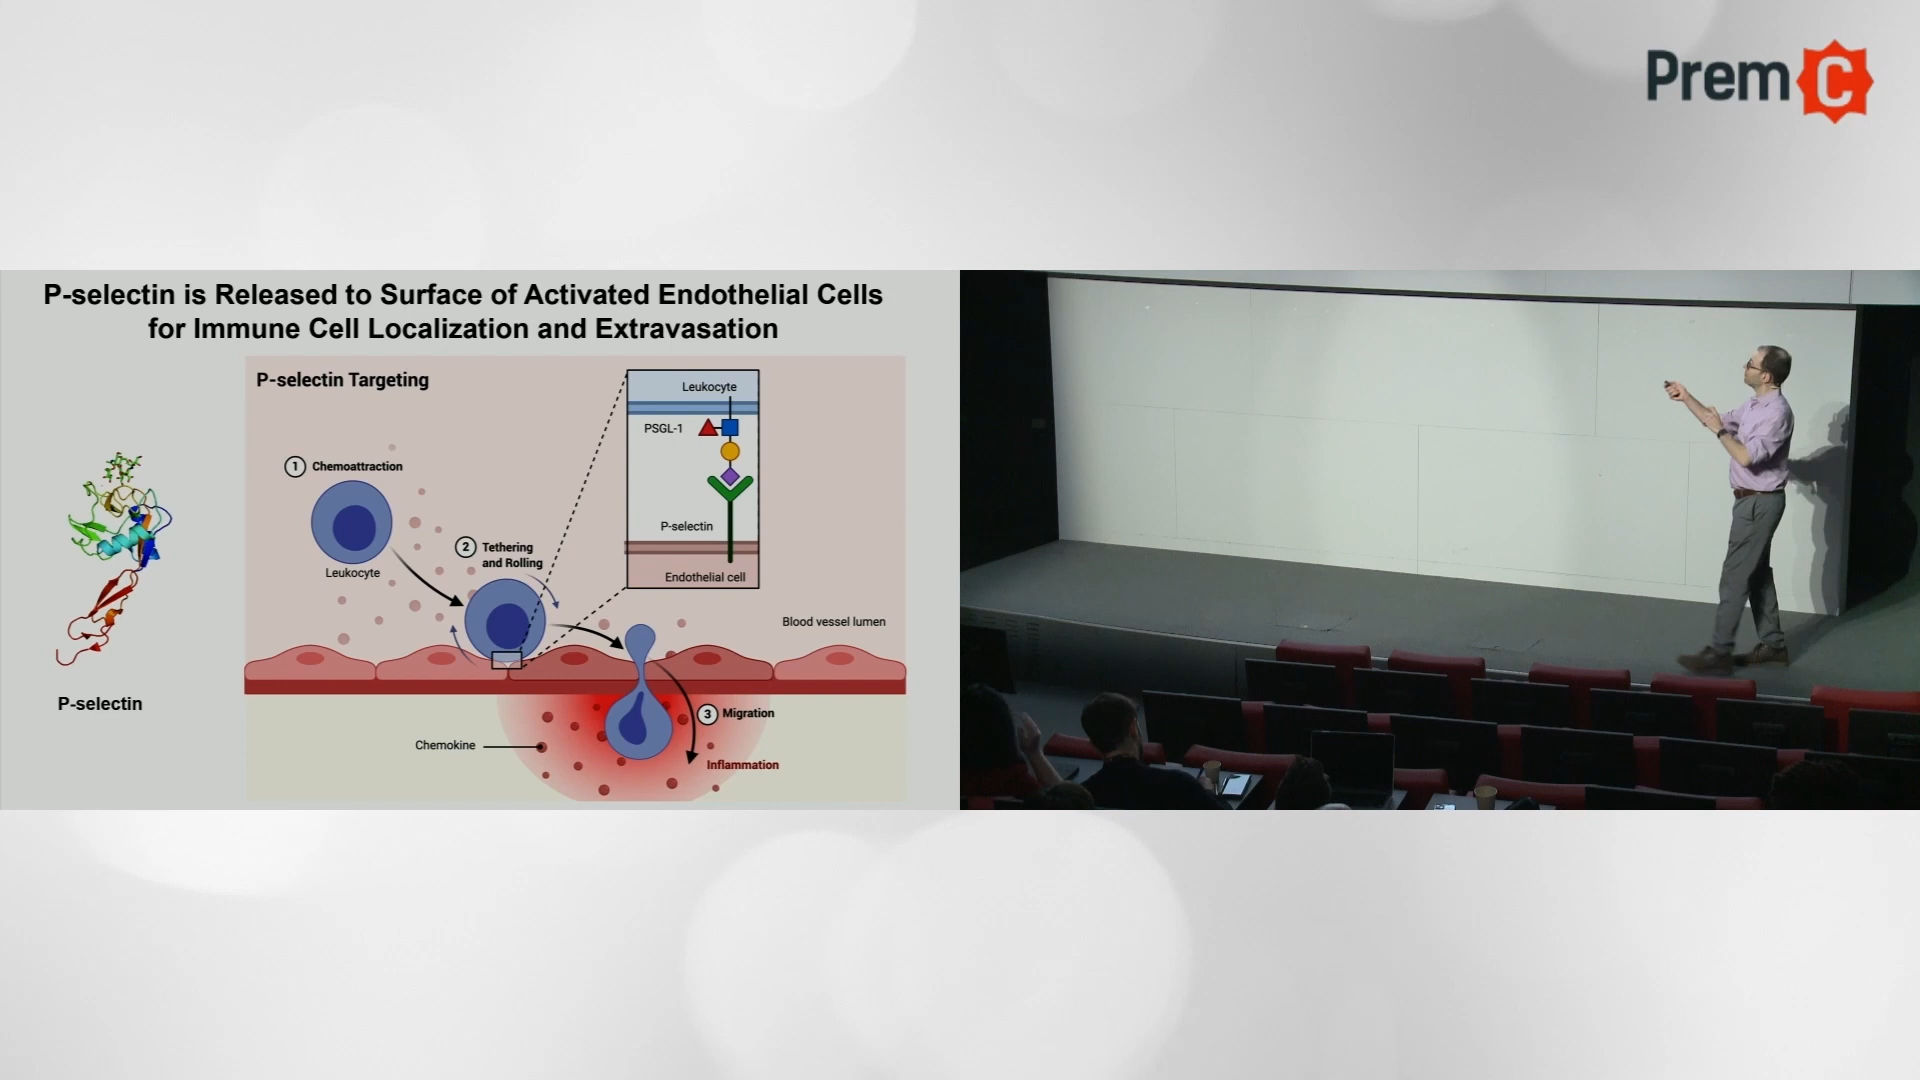 Prem C
P-selectin is Released to Surface of Activated Endothelial Cells
for Immune Cell Localization and Extravasation
P-selectin Targeting
Leukocyte
PSGL-1
P-selectin
Endothelial cell
1 Chemoattraction
Leukocyte
2 Tethering
and Rolling
Blood vessel lumen
P-selectin
3 Migration
Chemokine
Inflammation